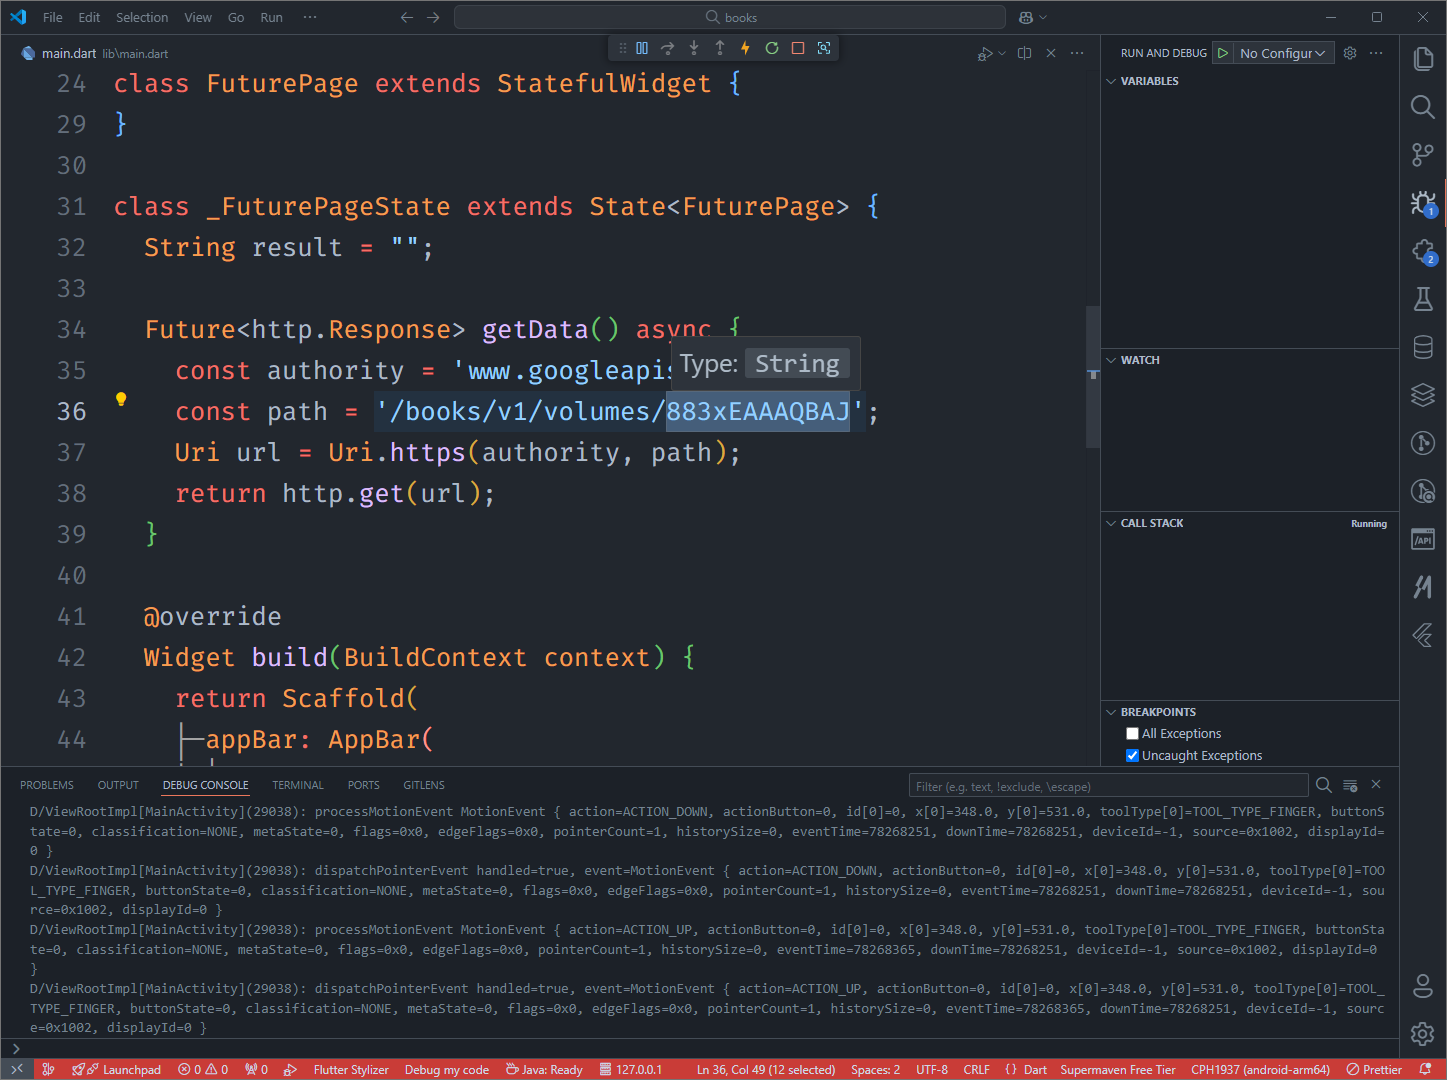 File Edit Selection View Go Run ···
books
main.dart lib\main.dart
24 class FuturePage extends StatefulWidget {
29 }
30
31 class _FuturePageState extends State<FuturePage> {
32 String result = "";
33
34 Future<http.Response> getData() async {
Type: String
35 const authority = 'www.googleapis
36 const path = '/books/v1/volumes/883xEAAAQBAJ';
37 Uri url = Uri.https(authority, path);
38 return http.get(url);
39 }
40
41 @override
42 Widget build(BuildContext context) {
43 return Scaffold(
44 appBar: AppBar(
RUN AND DEBUG No Configur
VARIABLES
1
2
WATCH
CALL STACK Running
/API
BREAKPOINTS
All Exceptions
Uncaught Exceptions
PROBLEMS OUTPUT DEBUG CONSOLE TERMINAL PORTS GITLENS
Filter (e.g. text, !exclude, \escape)
D/ViewRootImpl[MainActivity](29038): processMotionEvent MotionEvent { action=ACTION_DOWN, actionButton=0, id[0]=0, x[0]=348.0, y[0]=531.0, toolType[0]=TOOL_TYPE_FINGER, buttonS
tate=0, classification=NONE, metaState=0, flags=0x0, edgeFlags=0x0, pointerCount=1, historySize=0, eventTime=78268251, downTime=78268251, deviceId=-1, source=0x1002, displayId=
0 }
D/ViewRootImpl[MainActivity](29038): dispatchPointerEvent handled=true, event=MotionEvent { action=ACTION_DOWN, actionButton=0, id[0]=0, x[0]=348.0, y[0]=531.0, toolType[0]=TOO
L_TYPE_FINGER, buttonState=0, classification=NONE, metaState=0, flags=0x0, edgeFlags=0x0, pointerCount=1, historySize=0, eventTime=78268251, downTime=78268251, deviceId=-1, sou
rce=0x1002, displayId=0 }
D/ViewRootImpl[MainActivity](29038): processMotionEvent MotionEvent { action=ACTION_UP, actionButton=0, id[0]=0, x[0]=348.0, y[0]=531.0, toolType[0]=TOOL_TYPE_FINGER, buttonSta
te=0, classification=NONE, metaState=0, flags=0x0, edgeFlags=0x0, pointerCount=1, historySize=0, eventTime=78268365, downTime=78268251, deviceId=-1, source=0x1002, displayId=0
}
D/ViewRootImpl[MainActivity](29038): dispatchPointerEvent handled=true, event=MotionEvent { action=ACTION_UP, actionButton=0, id[0]=0, x[0]=348.0, y[0]=531.0, toolType[0]=TOOL_
TYPE_FINGER, buttonState=0, classification=NONE, metaState=0, flags=0x0, edgeFlags=0x0, pointerCount=1, historySize=0, eventTime=78268365, downTime=78268251, deviceId=-1, sourc
e=0x1002, displayId=0 }
Launchpad 0 0 0 Flutter Stylizer Debug my code Java: Ready 127.0.0.1 Ln 36, Col 49 (12 selected) Spaces: 2 UTF-8 CRLF {} Dart Supermaven Free Tier CPH1937 (android-arm64) Prettier